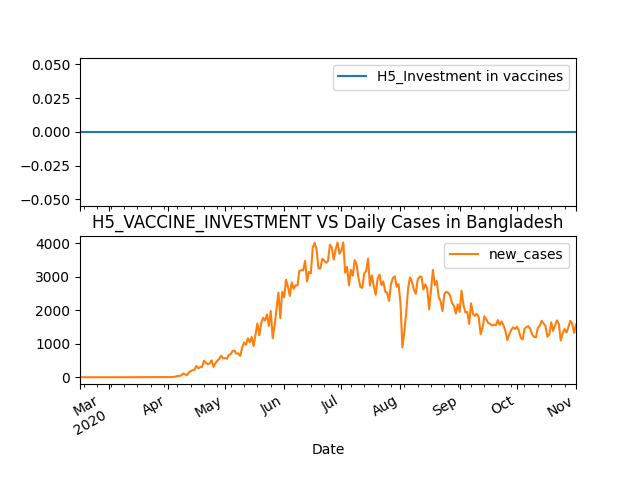 H5_Investment in vaccines
0.050
0.025
0.000
−0.025
−0.050
H5_VACCINE_INVESTMENT VS Daily Cases in Bangladesh
new_cases
4000
3000
2000
1000
0
Mar
2020
Apr
May
Jun
Jul
Aug
Sep
Oct
Nov
Date